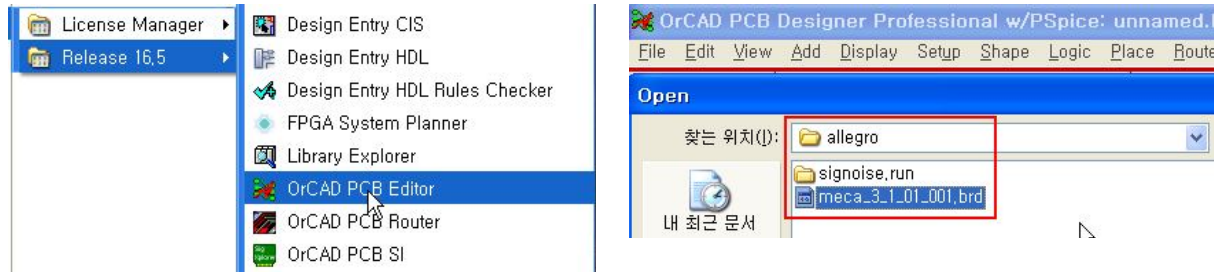 License Manager
Release 16,5
Design Entry CIS
Design Entry HDL
Design Entry HDL Rules Checker
FPGA System Planner
Library Explorer
OrCAD PCB Editor
OrCAD PCB Router
OrCAD PCB SI
OrCAD PCB Designer Professional w/PSpice: unnamed.
File Edit View Add Display Setup Shape Logic Place Route
Open
찾는 위치(I):
allegro
signoise,run
meca_3_1_01_001,brd
내 최근 문서